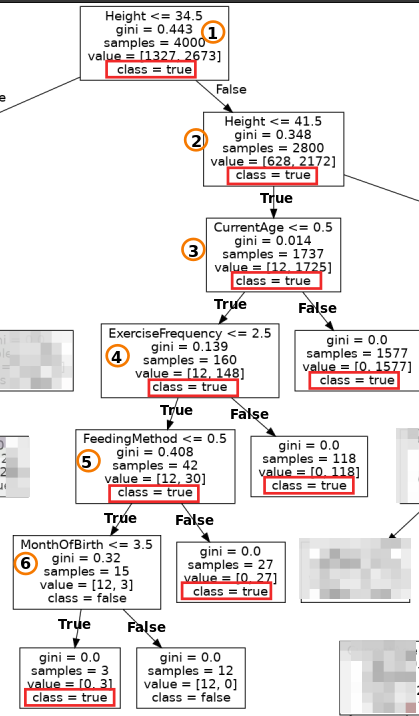 Height <= 34.5
gini = 0.443
samples = 4000
value = [1327, 2673]
class = true
1
e
False
Height <= 41.5
gini = 0.348
samples = 2800
value = [628, 2172]
class = true
2
True
CurrentAge <= 0.5
gini = 0.014
samples = 1737
value = [12, 1725]
class = true
3
True
False
ExerciseFrequency <= 2.5
gini = 0.139
samples = 160
value = [12, 148]
class = true
4
gini = 0.0
samples = 1577
value = [0, 1577]
class = true
True
False
FeedingMethod <= 0.5
gini = 0.408
samples = 42
value = [12, 30]
class = true
5
gini = 0.0
samples = 118
value = [0, 118]
class = true
True
False
MonthOfBirth <= 3.5
gini = 0.32
samples = 15
value = [12, 3]
class = false
6
gini = 0.0
samples = 27
value = [0, 27]
class = true
True
False
gini = 0.0
samples = 3
value = [0, 3]
class = true
gini = 0.0
samples = 12
value = [12, 0]
class = false